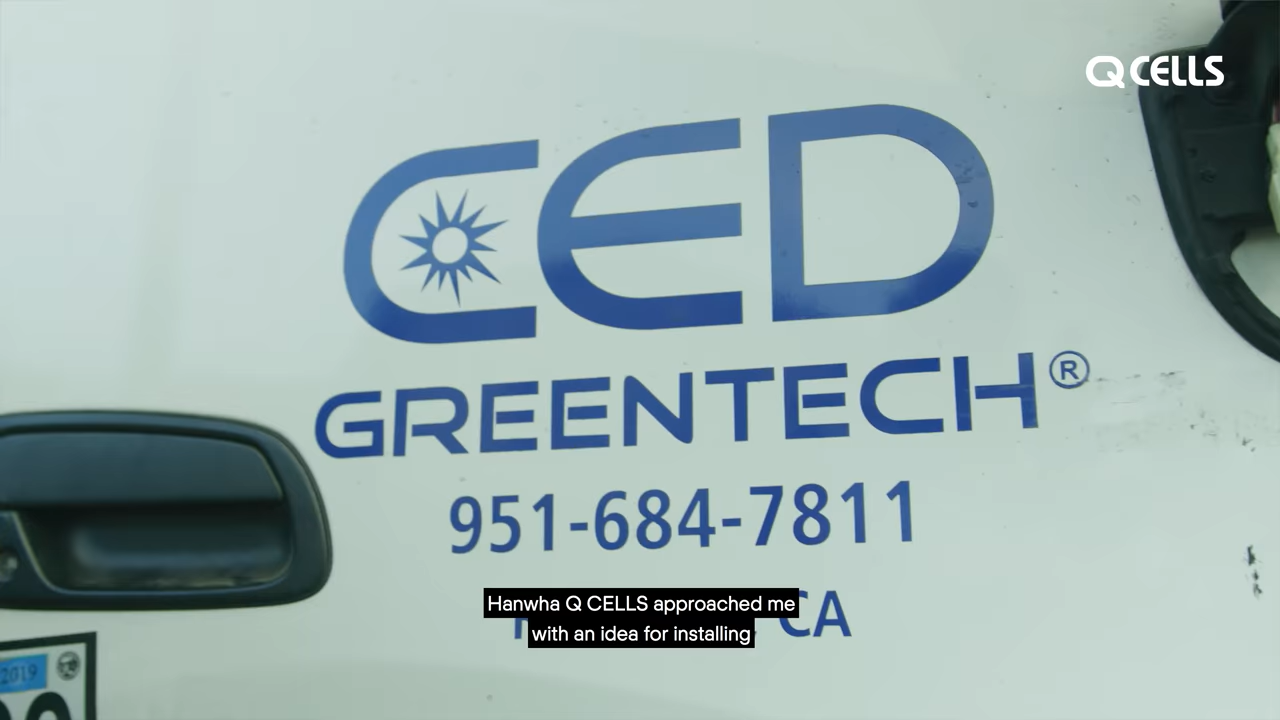 Q CELLS
CED
GREENTECH®
951-684-7811
CA
Hanwha Q CELLS approached me
with an idea for installing
2019